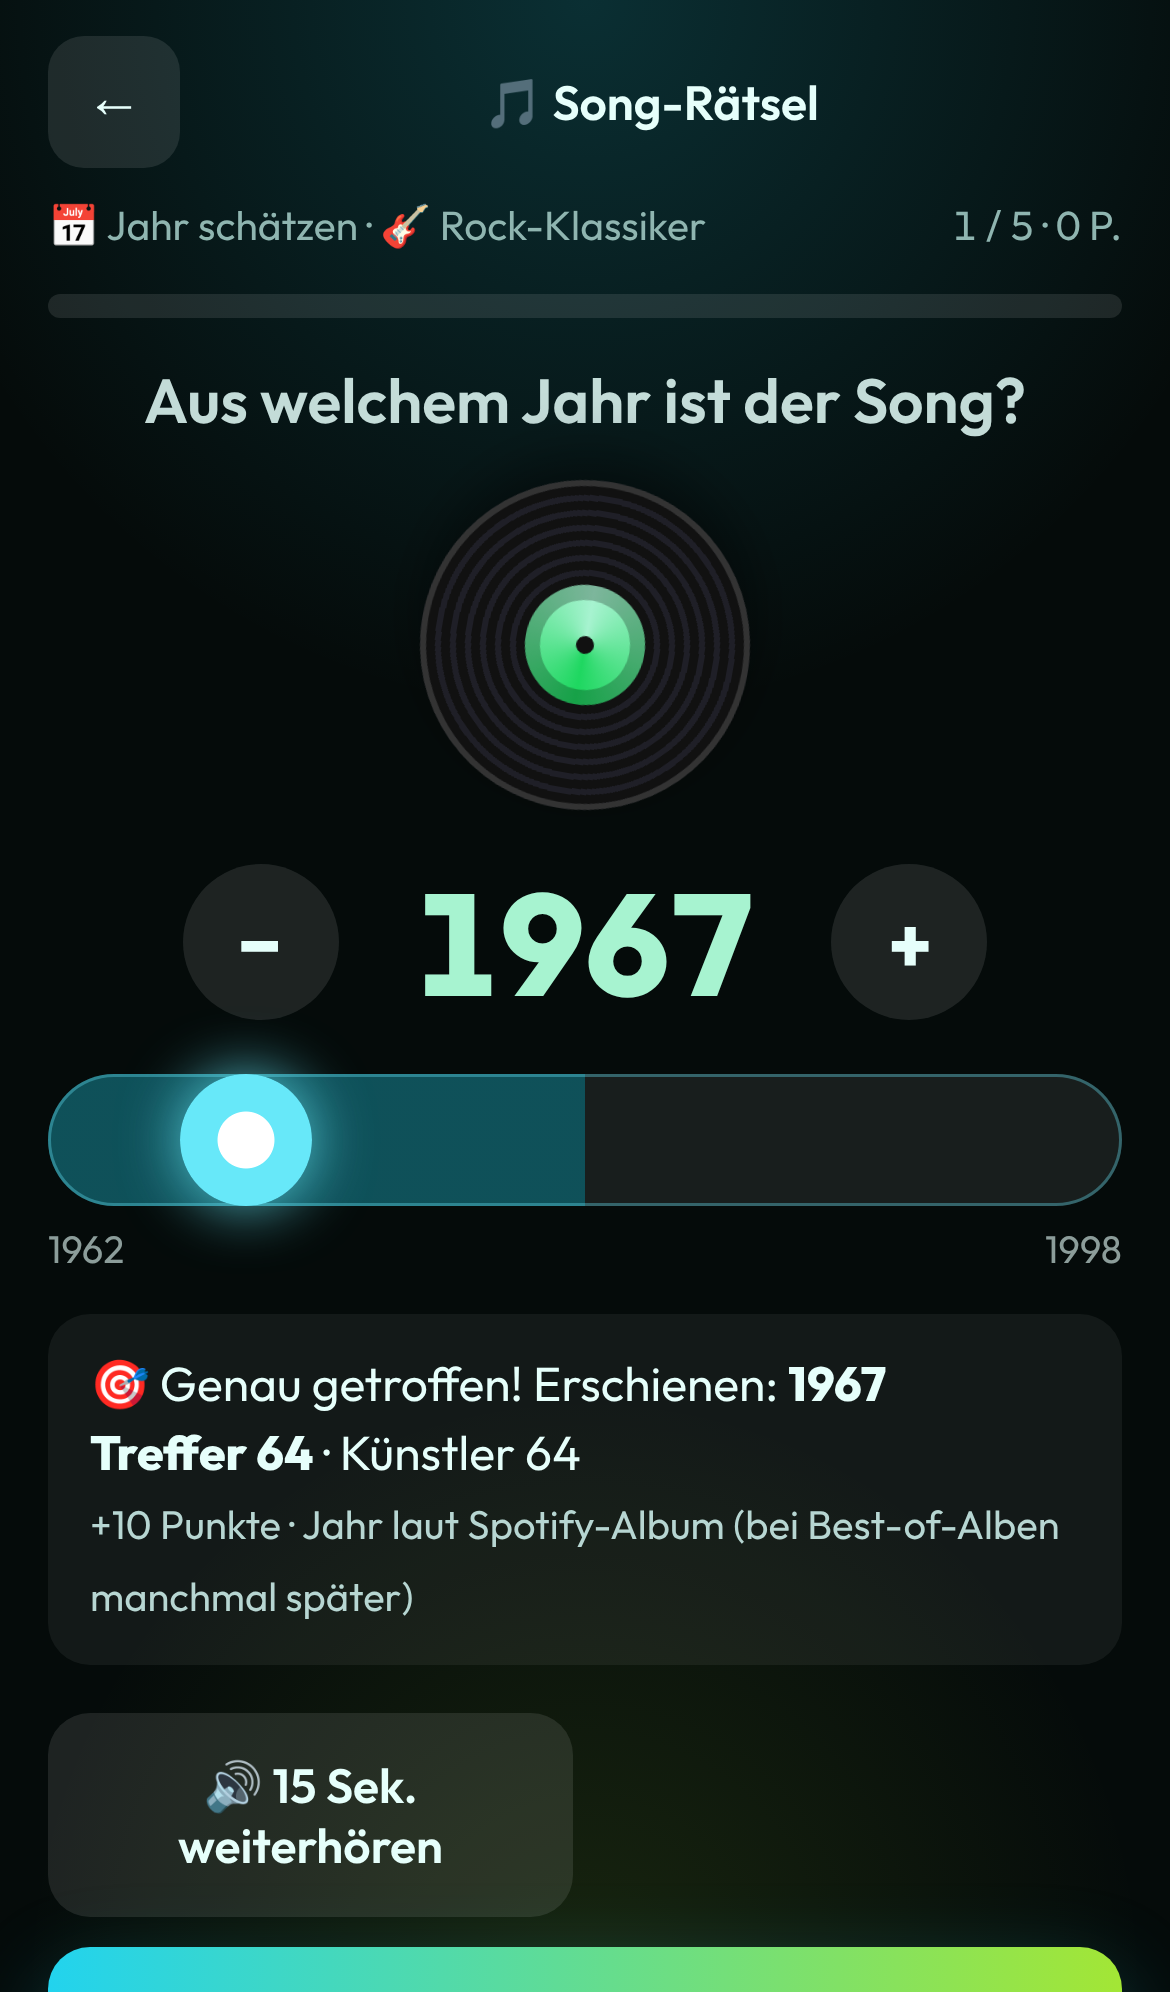 ←
🎵 Song-Rätsel
July 17 Jahr schätzen · 🎸 Rock-Klassiker 1 / 5 · 0 P.
Aus welchem Jahr ist der Song?
− 1967 +
1962 1998
🎯 Genau getroffen! Erschienen: 1967
Treffer 64 · Künstler 64
+10 Punkte · Jahr laut Spotify-Album (bei Best-of-Alben
manchmal später)
🔊 15 Sek.
weiterhören